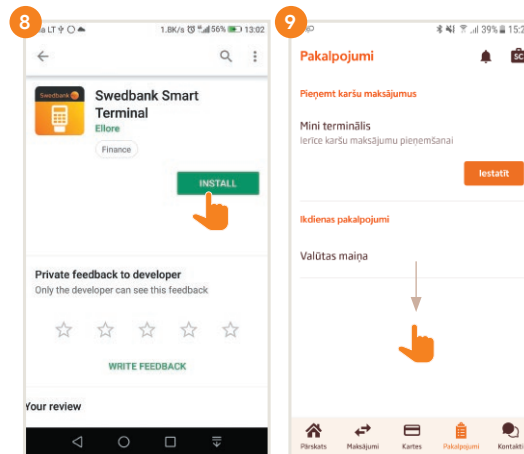 8
LT 1.8K/s 56% 13:02
Swedbank
Swedbank Smart
Terminal
Ellore
Finance
INSTALL
Private feedback to developer
Only the developer can see this feedback
WRITE FEEDBACK
Your review
9
39% 15:2
Pakalpojumi
SC
Pieņemt karšu maksājumus
Mini terminālis
Ierīce karšu maksājumu pieņemšanai
Iestatīt
Ikdienas pakalpojumi
Valūtas maiņa
Pārskats Maksājumi Kartes Pakalpojumi Kontakti